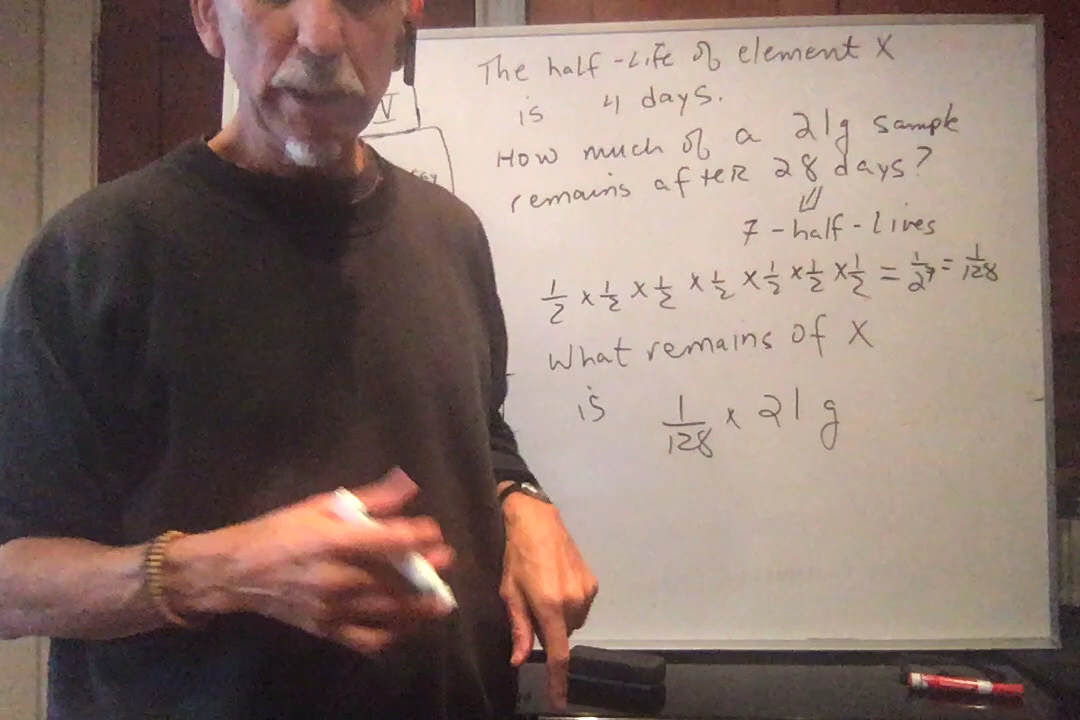 The half-Life of element X
is 4 days.
How much of a 21g sample
remains after 28 days?
⇓
7-half-lives
1/2 × 1/2 × 1/2 × 1/2 × 1/2 × 1/2 × 1/2 = 1/2⁷ = 1/128
What remains of X
is 1/128 × 21 g
V